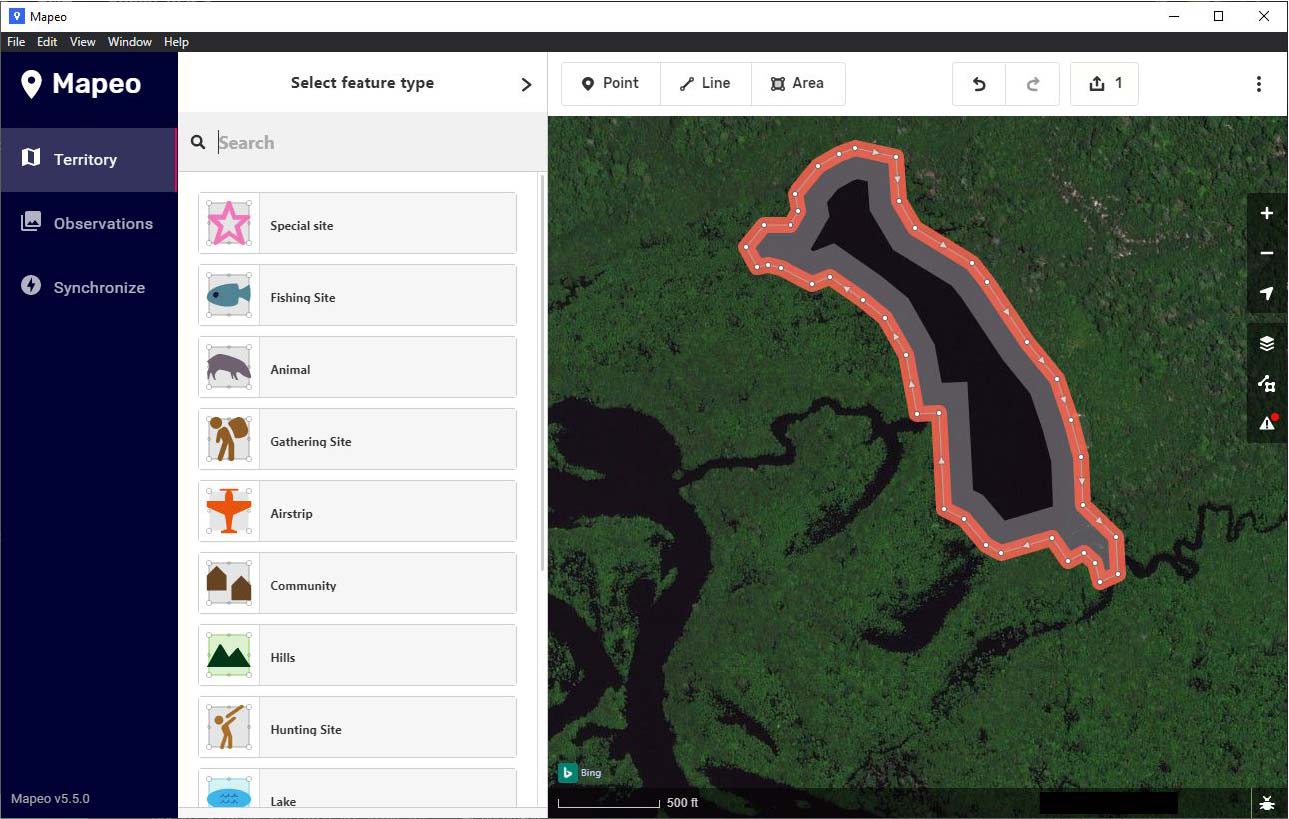 Mapeo
File Edit View Window Help
Mapeo
Territory
Observations
Synchronize
Mapeo v5.5.0
Select feature type
Search
Special site
Fishing Site
Animal
Gathering Site
Airstrip
Community
Hills
Hunting Site
Lake
Point Line Area 1
Bing
500 ft